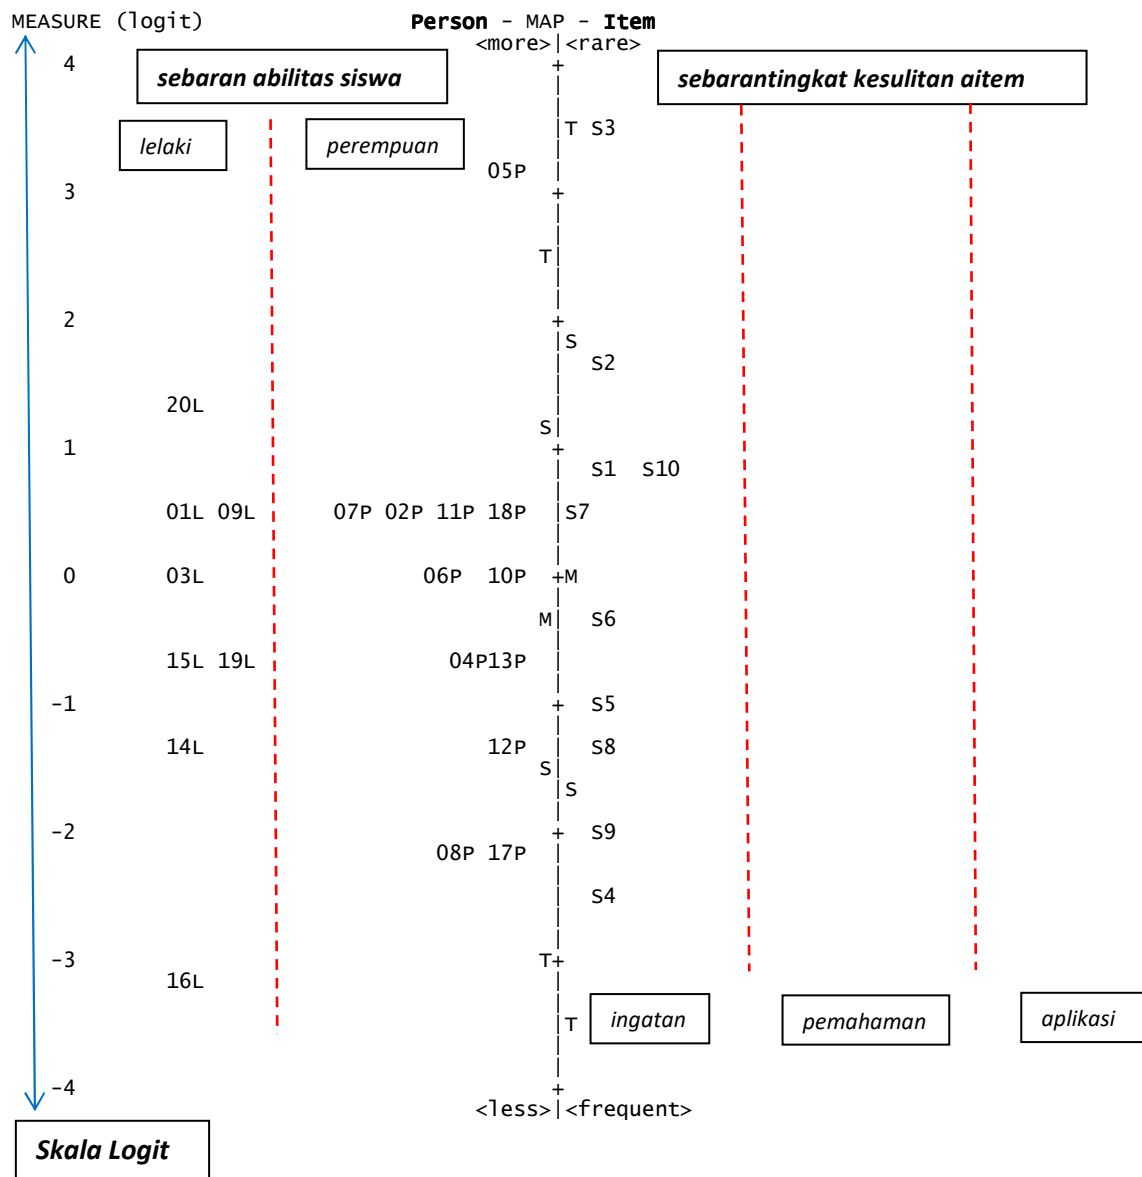 MEASURE (logit) Person - MAP - Item
<more>|<rare>
4 +
sebaran abilitas siswa sebarantingkat kesulitan aitem
lelaki perempuan
|T S3
05P |
3 +
T|
2 +
|S
| S2
20L |
S|
1 +
| S1 S10
01L 09L 07P 02P 11P 18P |S7
0 03L 06P 10P +M
M| S6
15L 19L 04P13P |
-1 + S5
14L 12P | S8
S|
|S
-2 + S9
08P 17P |
| S4
-3 T+
16L |
|T
ingatan pemahaman aplikasi
-4 +
<less>|<frequent>
Skala Logit